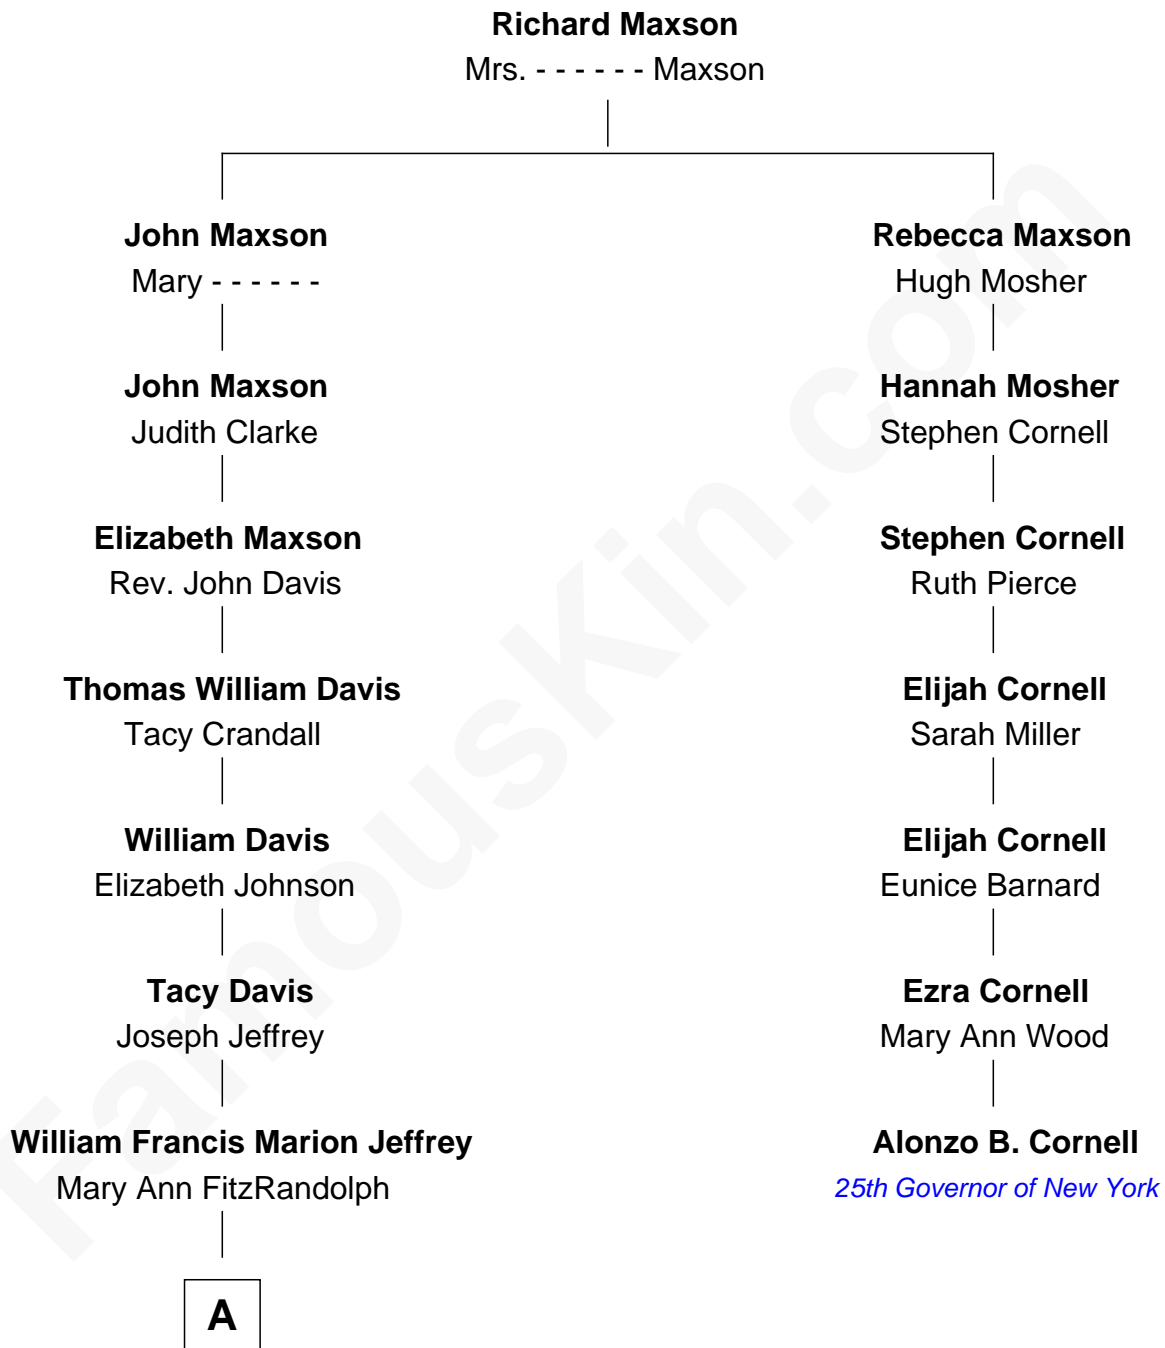 Richard Maxson
Mrs. - - - - - - Maxson
John Maxson
Mary - - - - - -
John Maxson
Judith Clarke
Elizabeth Maxson
Rev. John Davis
Thomas William Davis
Tacy Crandall
William Davis
Elizabeth Johnson
Tacy Davis
Joseph Jeffrey
William Francis Marion Jeffrey
Mary Ann FitzRandolph
A
Rebecca Maxson
Hugh Mosher
Hannah Mosher
Stephen Cornell
Stephen Cornell
Ruth Pierce
Elijah Cornell
Sarah Miller
Elijah Cornell
Eunice Barnard
Ezra Cornell
Mary Ann Wood
Alonzo B. Cornell
25th Governor of New York
FamousKin.com